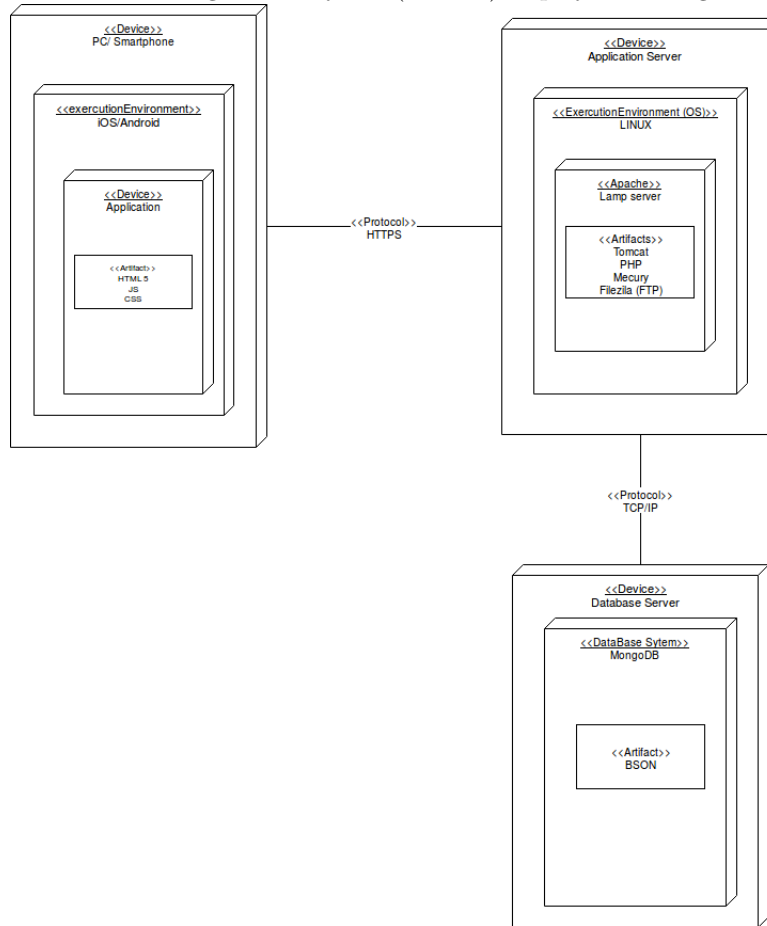 <<Device>>
PC/ Smartphone
<<exercutionEnvironment>>
iOS/Android
<<Device>>
Application
<<Artifact>>
HTML 5
JS
CSS
<<Protocol>>
HTTPS
<<Device>>
Application Server
<<ExercutionEnvironment (OS)>>
LINUX
<<Apache>>
Lamp server
<<Artifacts>>
Tomcat
PHP
Mecury
Filezila (FTP)
<<Protocol>>
TCP/IP
<<Device>>
Database Server
<<DataBase Sytem>>
MongoDB
<<Artifact>>
BSON